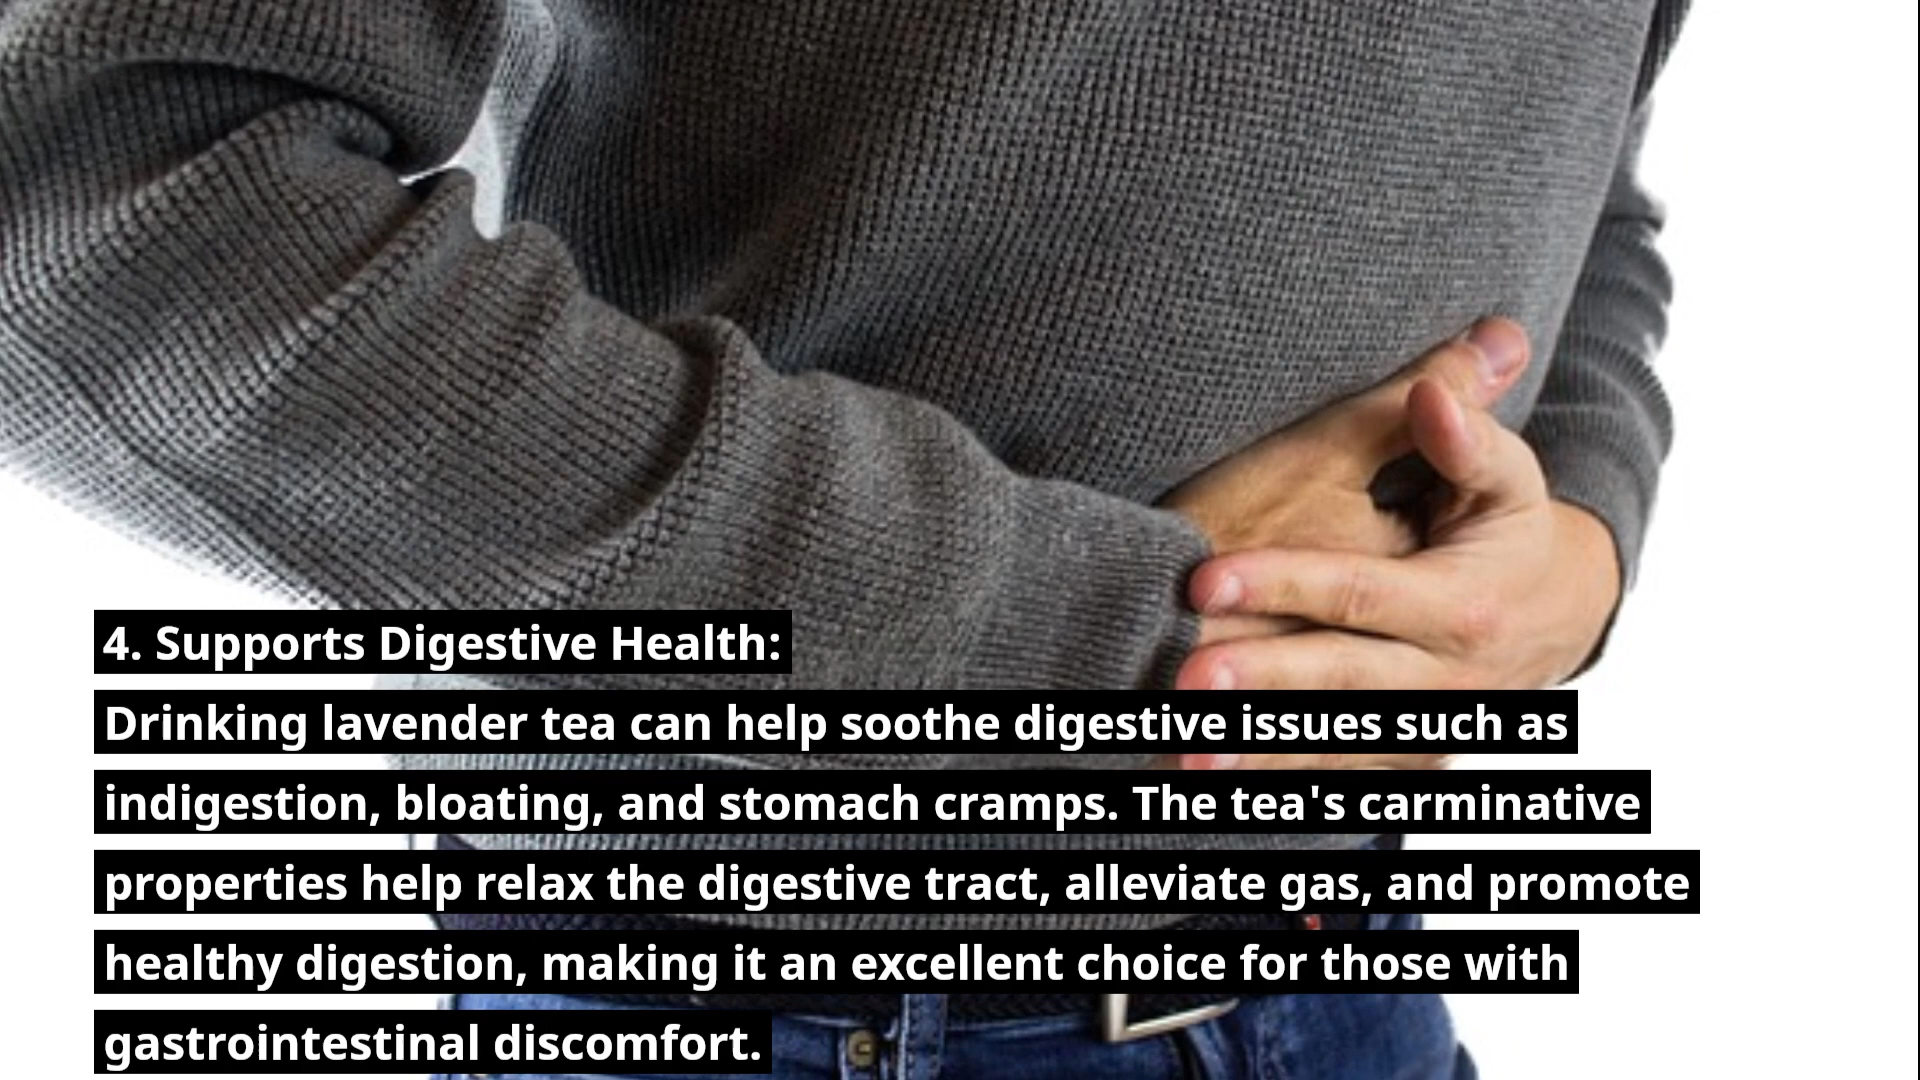 4. Supports Digestive Health:
Drinking lavender tea can help soothe digestive issues such as
indigestion, bloating, and stomach cramps. The tea's carminative
properties help relax the digestive tract, alleviate gas, and promote
healthy digestion, making it an excellent choice for those with
gastrointestinal discomfort.